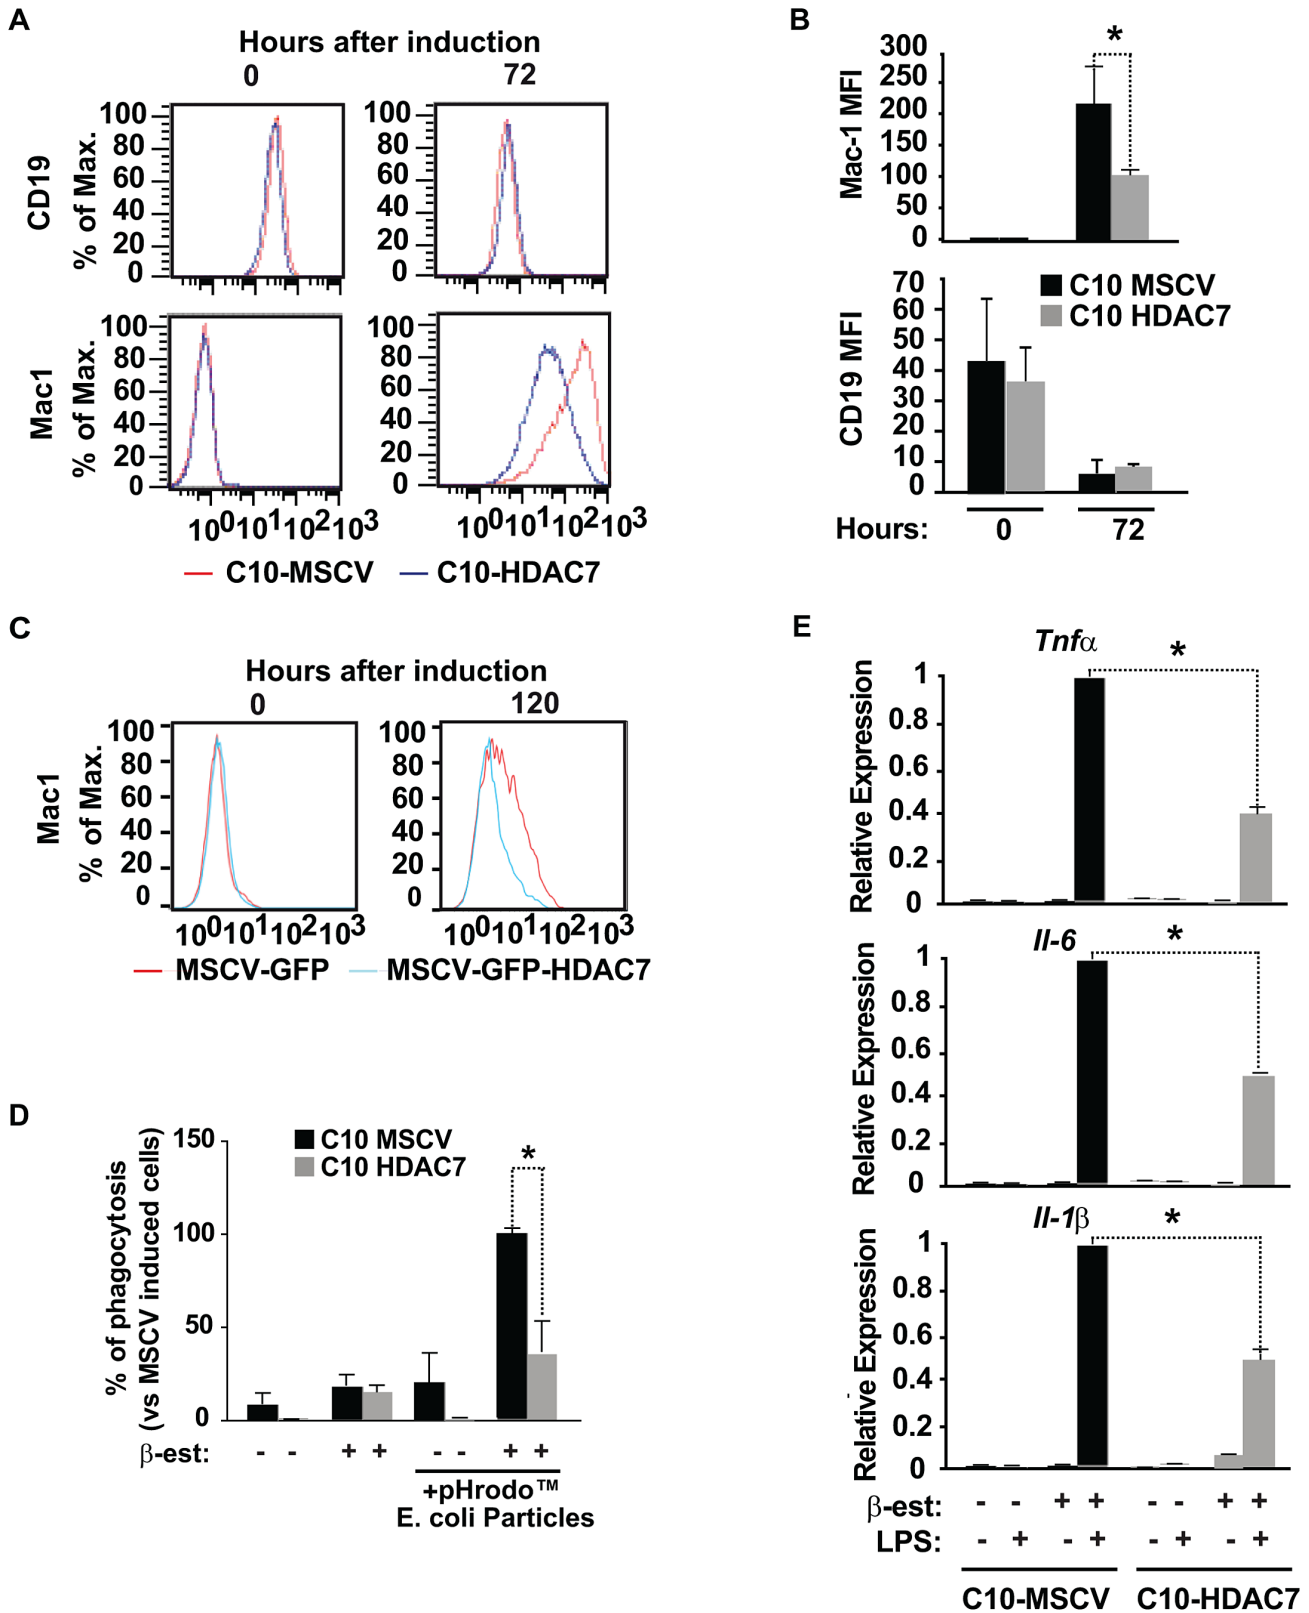 A
Hours after induction
0 72
CD19
% of Max.
100
80
60
40
20
0
100
80
60
40
20
0
Mac1
% of Max.
100
80
60
40
20
0
100
80
60
40
20
0
10⁰10¹10²10³ 10⁰10¹10²10³
C10-MSCV C10-HDAC7
B
Mac-1 MFI
300
250
200
150
100
50
0
*
CD19 MFI
70
60
50
40
30
20
10
0
C10 MSCV
C10 HDAC7
Hours: 0 72
C
Hours after induction
0 120
Mac1
% of Max.
100
80
60
40
20
0
100
80
60
40
20
0
10⁰10¹10²10³ 10⁰10¹10²10³
MSCV-GFP MSCV-GFP-HDAC7
D
% of phagocytosis
(vs MSCV induced cells)
150
100
50
0
C10 MSCV
C10 HDAC7
*
β-est: - - + + - - + +
+pHrodo™
E. coli Particles
E
Tnfα
*
Relative Expression
1
0.8
0.6
0.4
0.2
0
Il-6
*
Relative Expression
1
0.8
0.6
0.4
0.2
0
Il-1β
*
Relative Expression
1
0.8
0.6
0.4
0.2
0
β-est: - - + + - - + +
LPS: - + - + - + - +
C10-MSCV C10-HDAC7